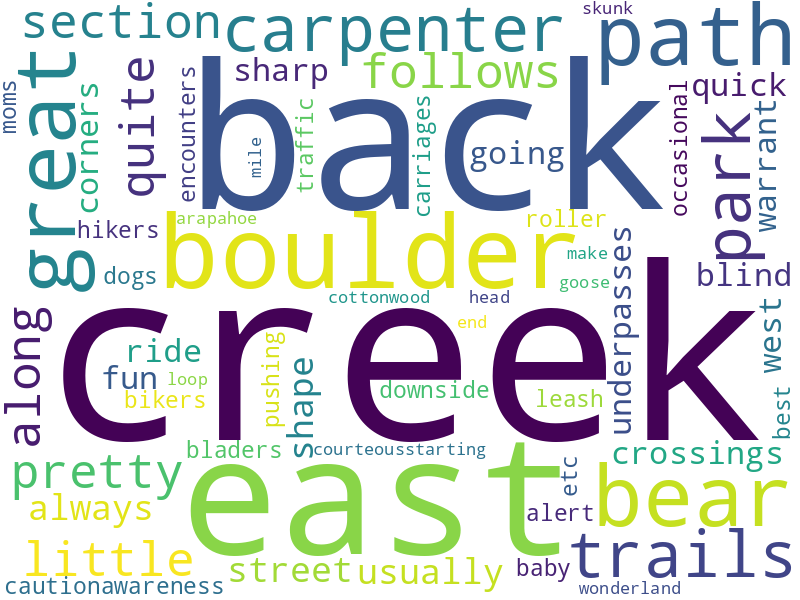 skunk
section
carpenter
path
moms
great
corners
quite
encounters
sharp
back
mile
traffic
follows
carriages
going
occasional
quick
park
warrant
hikers
arapahoe
boulder
roller
dogs
make
goose
underpasses
blind
cottonwood
head
along
creek
end
west
ride
fun
loop
bikers
pushing
shape
downside
leash
best
bladers
courteousstarting
east
crossings
pretty
etc
bear
always
alert
little
street
usually
baby
trails
cautionawareness
wonderland